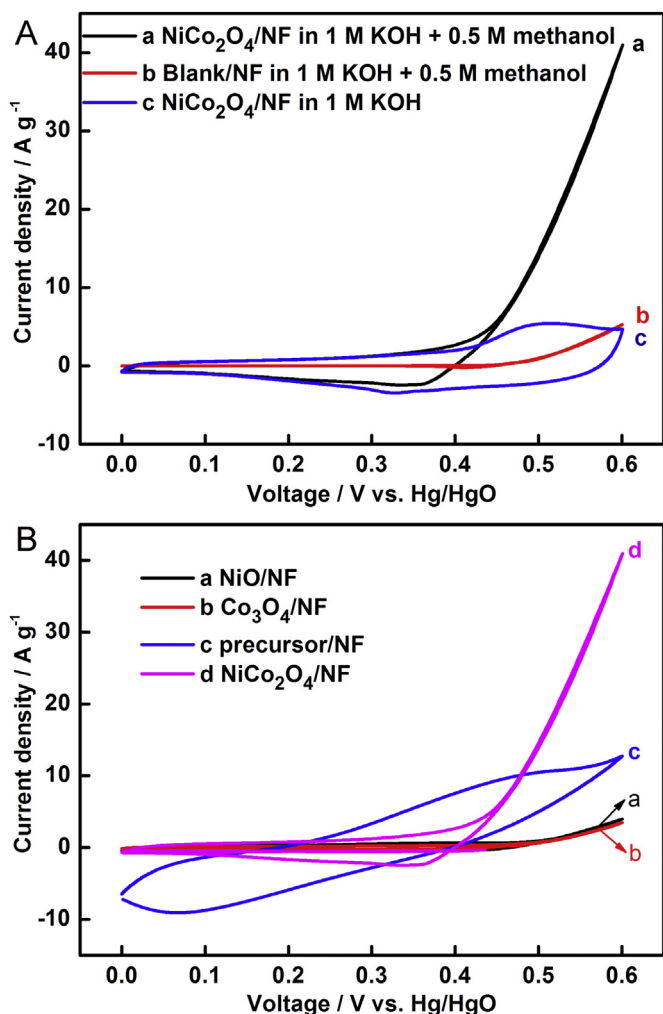 A
a NiCo₂O₄/NF in 1 M KOH + 0.5 M methanol
b Blank/NF in 1 M KOH + 0.5 M methanol
c NiCo₂O₄/NF in 1 M KOH
a
b
c
40
30
20
10
0
-10
Current density / A g⁻¹
0.0 0.1 0.2 0.3 0.4 0.5 0.6
Voltage / V vs. Hg/HgO
B
a NiO/NF
b Co₃O₄/NF
c precursor/NF
d NiCo₂O₄/NF
d
c
a
b
40
30
20
10
0
-10
Current density / A g⁻¹
0.0 0.1 0.2 0.3 0.4 0.5 0.6
Voltage / V vs. Hg/HgO